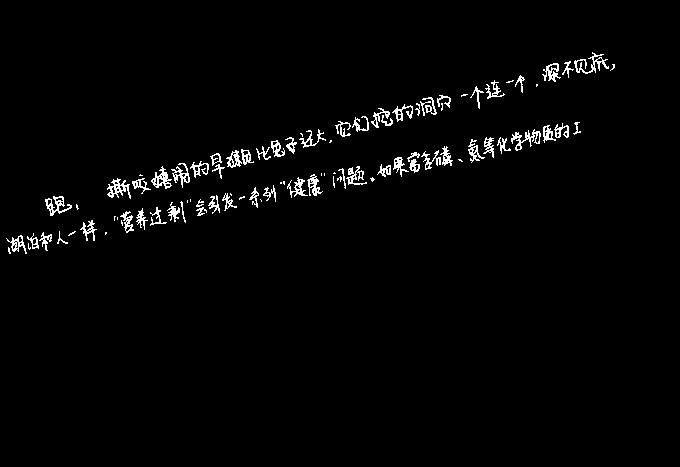 跑，撕咬嬉闹的旱獭比兔子还大，它们挖的洞穴一个连一个，深不见底，
湖泊和人一样，“营养过剩”会引发一系列“健康”问题。如果富含磷、氮等化学物质的工